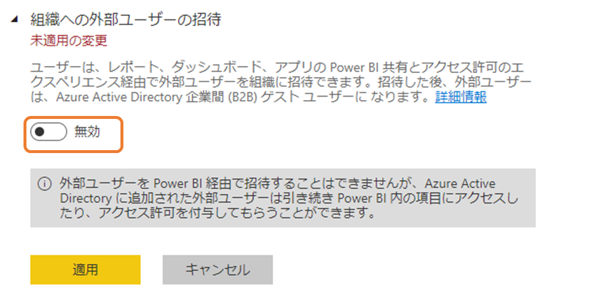 組織への外部ユーザーの招待
未適用の変更
ユーザーは、レポート、ダッシュボード、アプリの Power BI 共有とアクセス許可のエ
クスペリエンス経由で外部ユーザーを組織に招待できます。招待した後、外部ユーザー
は、Azure Active Directory 企業間 (B2B) ゲスト ユーザーに なります。詳細情報
無効
外部ユーザーを Power BI 経由で招待することはできませんが、Azure Active
Directory に追加された外部ユーザーは引き続き Power BI 内の項目にアクセスし
たり、アクセス許可を付与してもらうことができます。
適用
キャンセル